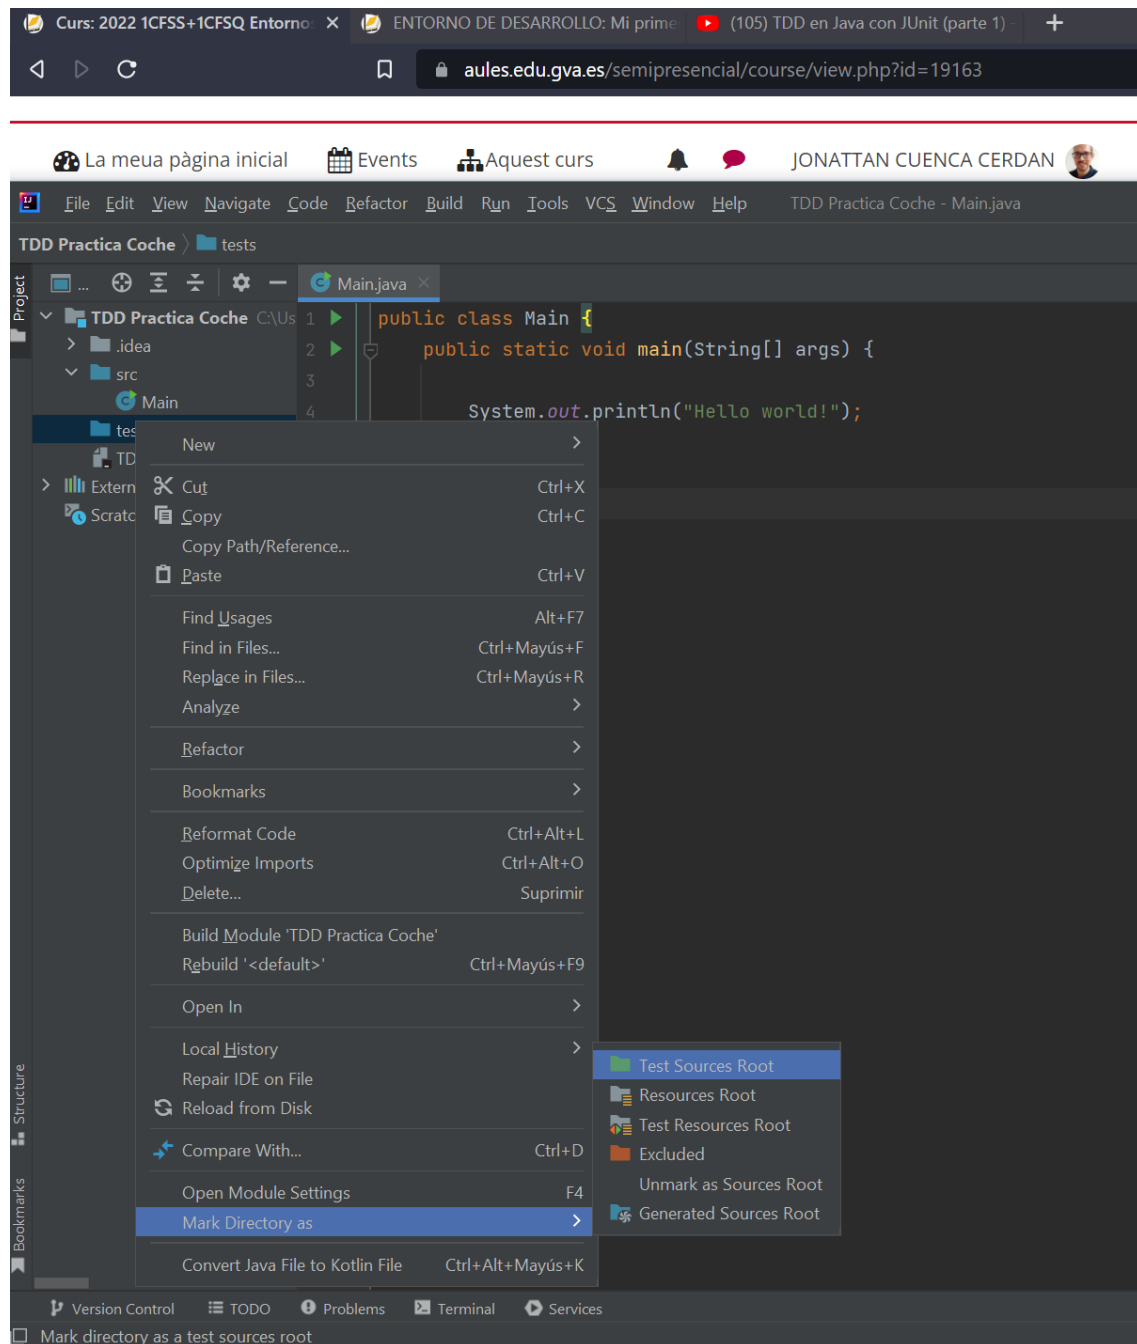 Curs: 2022 1CFSS+1CFSQ Entorno
ENTORNO DE DESARROLLO: Mi prime
(105) TDD en Java con JUnit (parte 1) -
aules.edu.gva.es/semipresencial/course/view.php?id=19163
La meua pàgina inicial Events Aquest curs JONATTAN CUENCA CERDAN
File Edit View Navigate Code Refactor Build Run Tools VCS Window Help TDD Practica Coche - Main.java
TDD Practica Coche tests
Project
... Main.java
TDD Practica Coche C:\Us
.idea
src
Main
tes
TD
Extern
Scratc
1 public class Main {
2 public static void main(String[] args) {
3
4 System.out.println("Hello world!");
New
Cut Ctrl+X
Copy Ctrl+C
Copy Path/Reference...
Paste Ctrl+V
Find Usages Alt+F7
Find in Files... Ctrl+Mayús+F
Replace in Files... Ctrl+Mayús+R
Analyze
Refactor
Bookmarks
Reformat Code Ctrl+Alt+L
Optimize Imports Ctrl+Alt+O
Delete... Suprimir
Build Module 'TDD Practica Coche'
Rebuild '<default>' Ctrl+Mayús+F9
Open In
Local History
Repair IDE on File
Reload from Disk
Compare With... Ctrl+D
Open Module Settings F4
Mark Directory as
Convert Java File to Kotlin File Ctrl+Alt+Mayús+K
Test Sources Root
Resources Root
Test Resources Root
Excluded
Unmark as Sources Root
Generated Sources Root
Structure
Bookmarks
Version Control TODO Problems Terminal Services
Mark directory as a test sources root